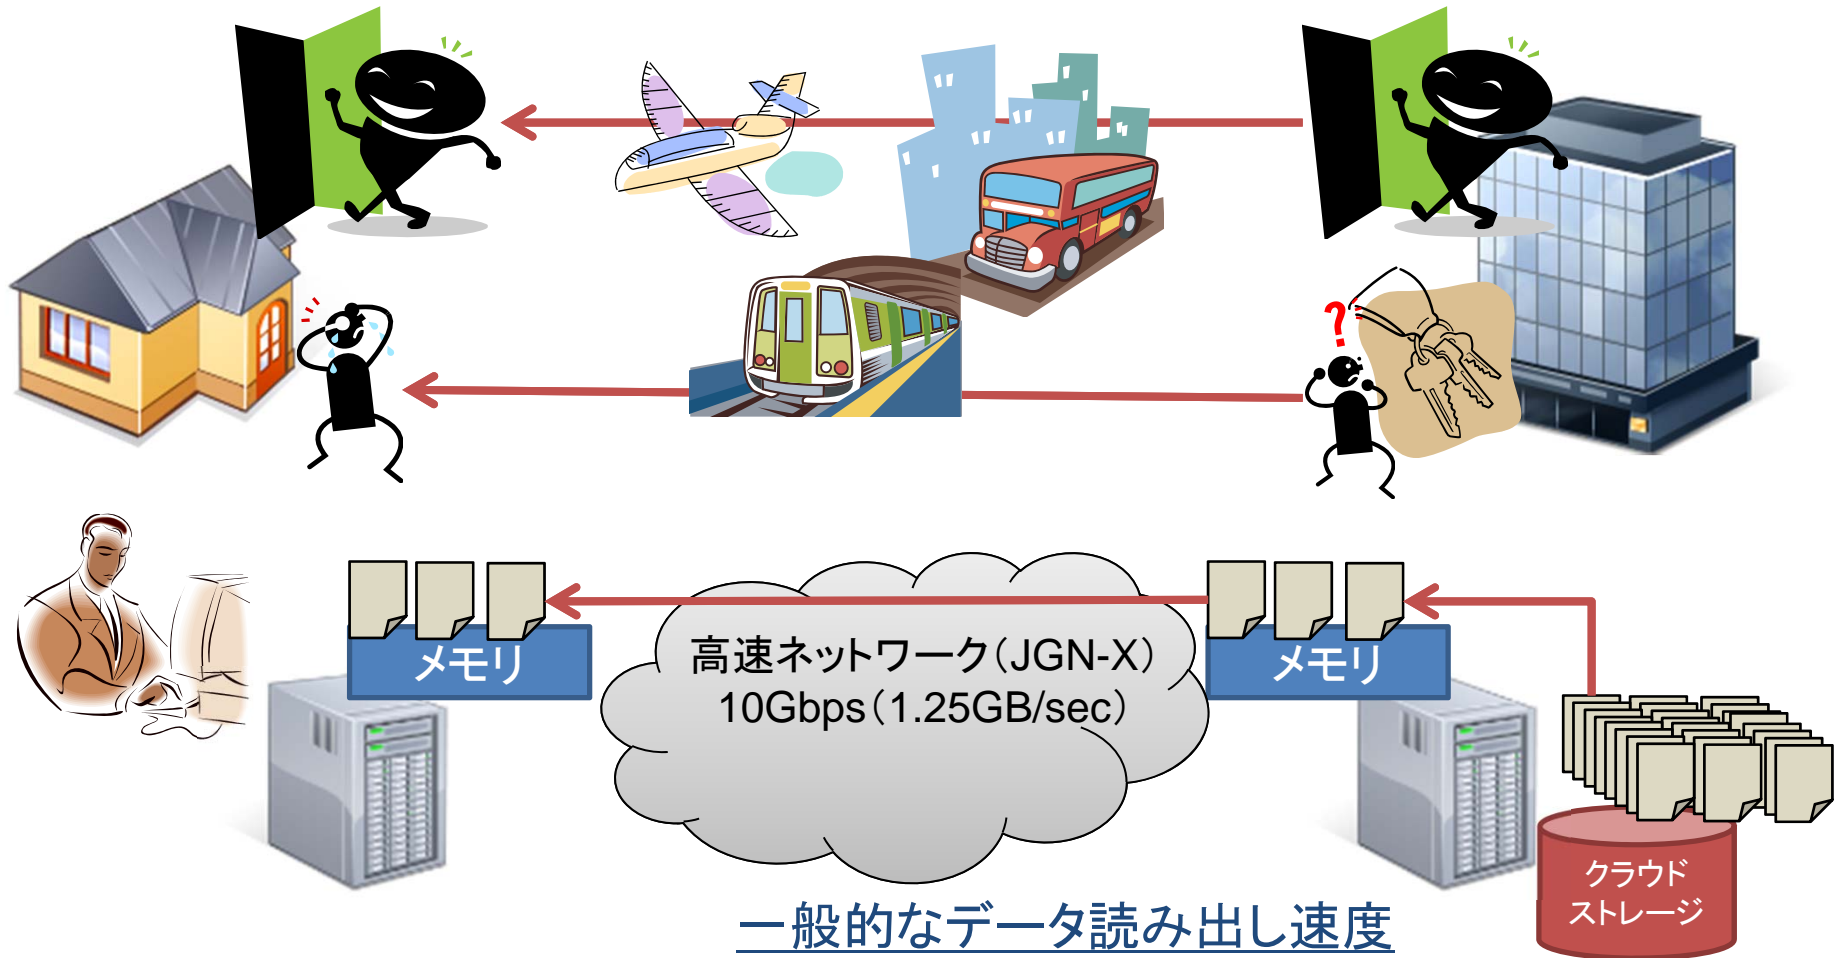 ?
メモリ
高速ネットワーク（JGN-X）
10Gbps（1.25GB/sec）
メモリ
クラウド
ストレージ
一般的なデータ読み出し速度